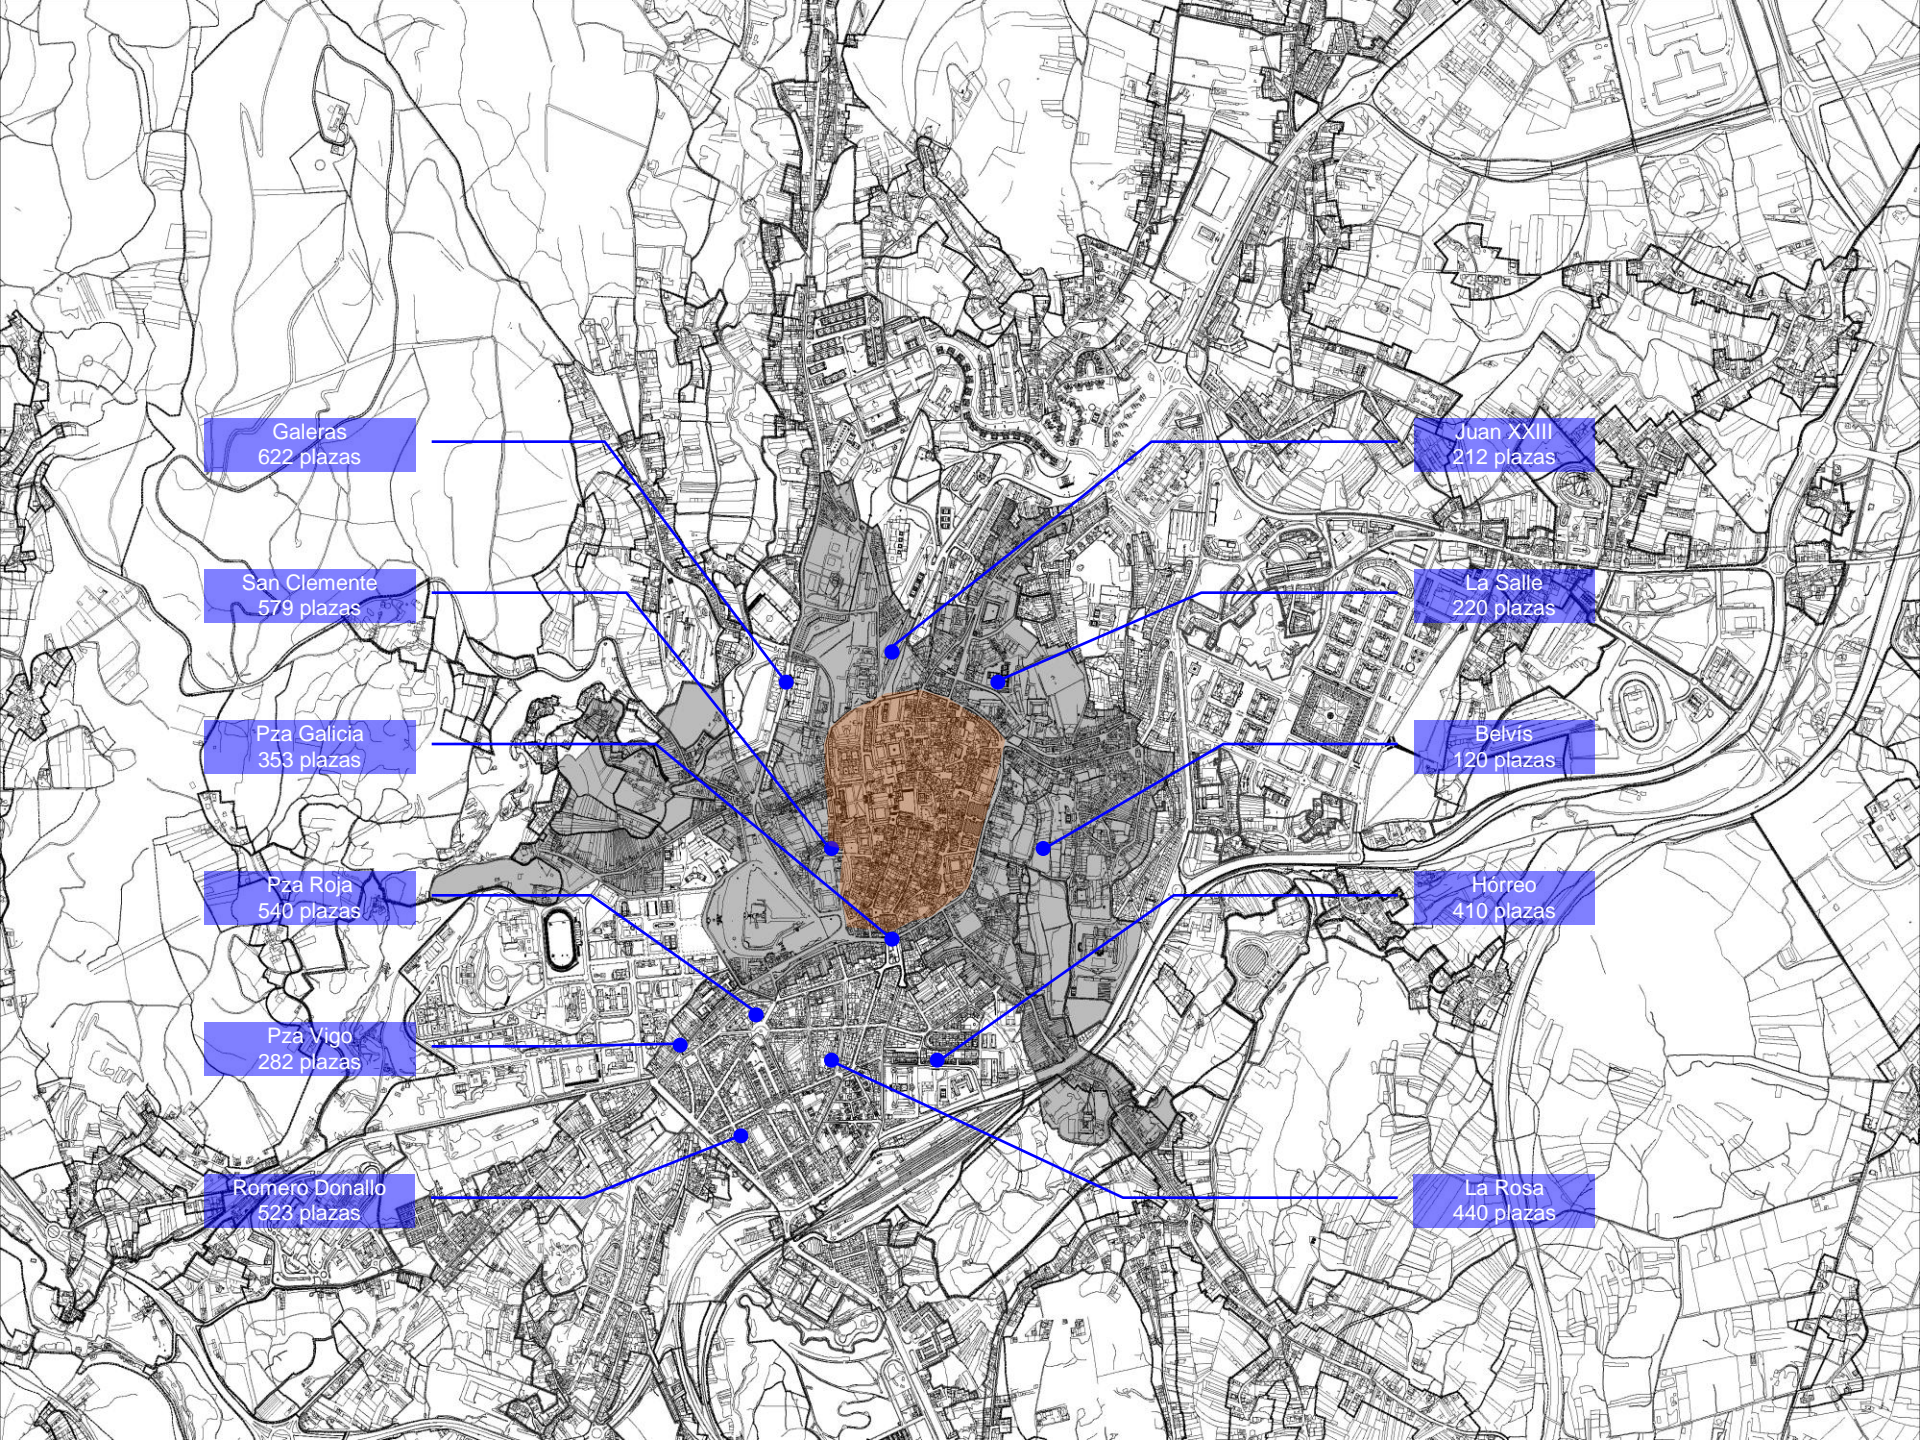 Galeras
622 plazas
Juan XXIII
212 plazas
San Clemente
579 plazas
La Salle
220 plazas
Pza Galicia
353 plazas
Belvís
120 plazas
Pza Roja
540 plazas
Hórreo
410 plazas
Pza Vigo
282 plazas
Romero Donallo
523 plazas
La Rosa
440 plazas